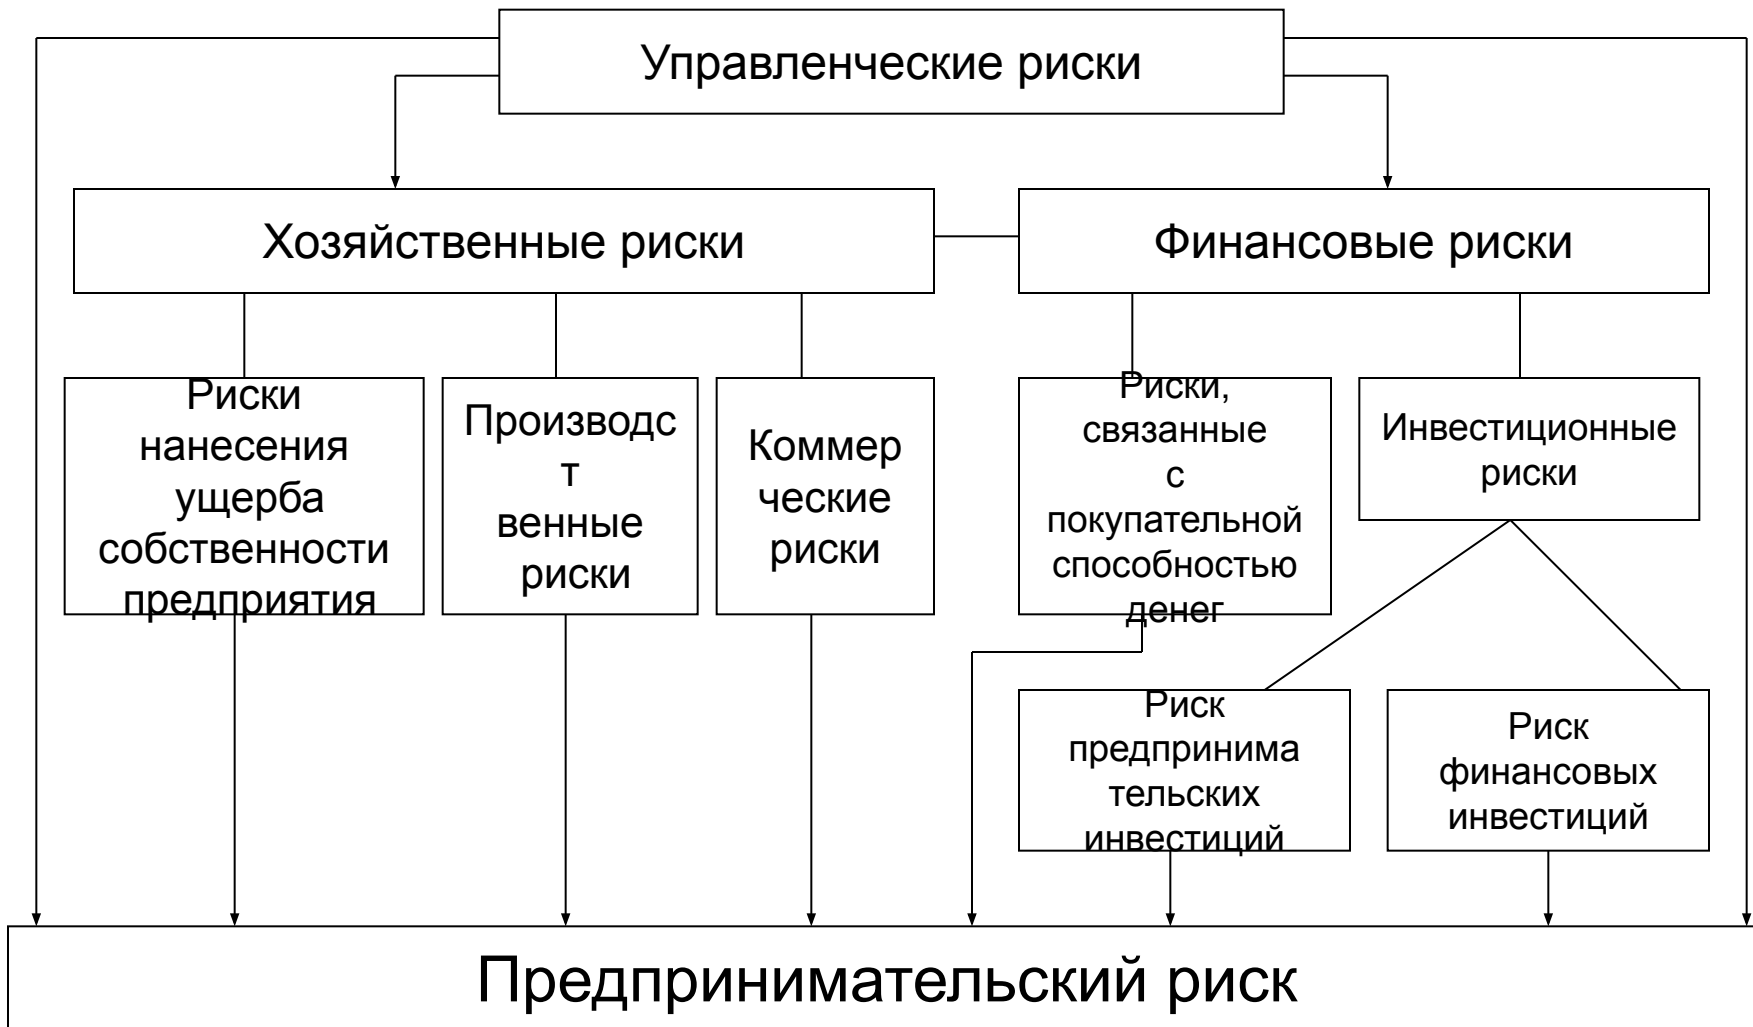 Управленческие риски
Хозяйственные риски
Финансовые риски
Риски
нанесения
ущерба
собственности
предприятия
Производс
т
венные
риски
Коммер
ческие
риски
Риски,
связанные
с
покупательной
способностью
денег
Инвестиционные
риски
Риск
предпринима
тельских
инвестиций
Риск
финансовых
инвестиций
Предпринимательский риск